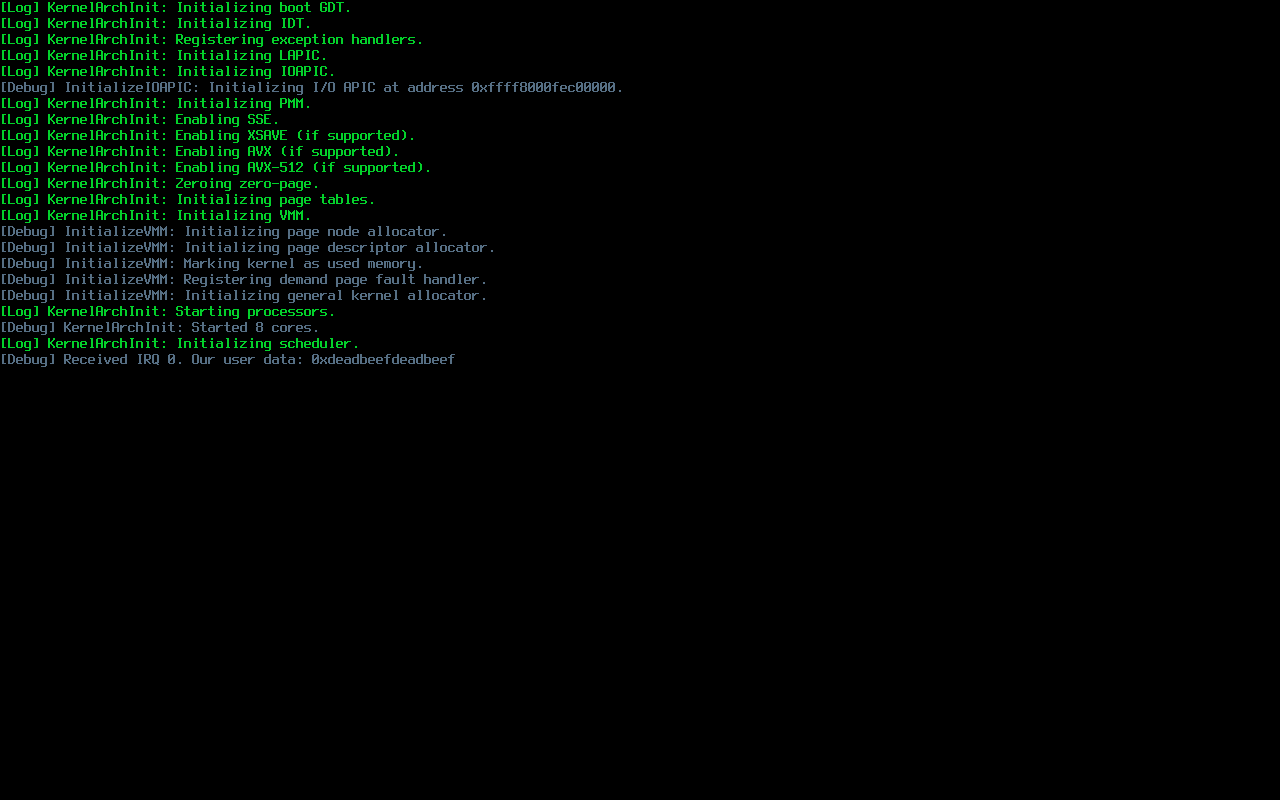 [Log] KernelArchInit: Initializing boot GDT.
[Log] KernelArchInit: Initializing IDT.
[Log] KernelArchInit: Registering exception handlers.
[Log] KernelArchInit: Initializing LAPIC.
[Log] KernelArchInit: Initializing IOAPIC.
[Debug] InitializeIOAPIC: Initializing I/O APIC at address 0xffff8000fec00000.
[Log] KernelArchInit: Initializing PMM.
[Log] KernelArchInit: Enabling SSE.
[Log] KernelArchInit: Enabling XSAVE (if supported).
[Log] KernelArchInit: Enabling AVX (if supported).
[Log] KernelArchInit: Enabling AVX-512 (if supported).
[Log] KernelArchInit: Zeroing zero-page.
[Log] KernelArchInit: Initializing page tables.
[Log] KernelArchInit: Initializing VMM.
[Debug] InitializeVMM: Initializing page node allocator.
[Debug] InitializeVMM: Initializing page descriptor allocator.
[Debug] InitializeVMM: Marking kernel as used memory.
[Debug] InitializeVMM: Registering demand page fault handler.
[Debug] InitializeVMM: Initializing general kernel allocator.
[Log] KernelArchInit: Starting processors.
[Debug] KernelArchInit: Started 8 cores.
[Log] KernelArchInit: Initializing scheduler.
[Debug] Received IRQ 0. Our user data: 0xdeadbeefdeadbeef